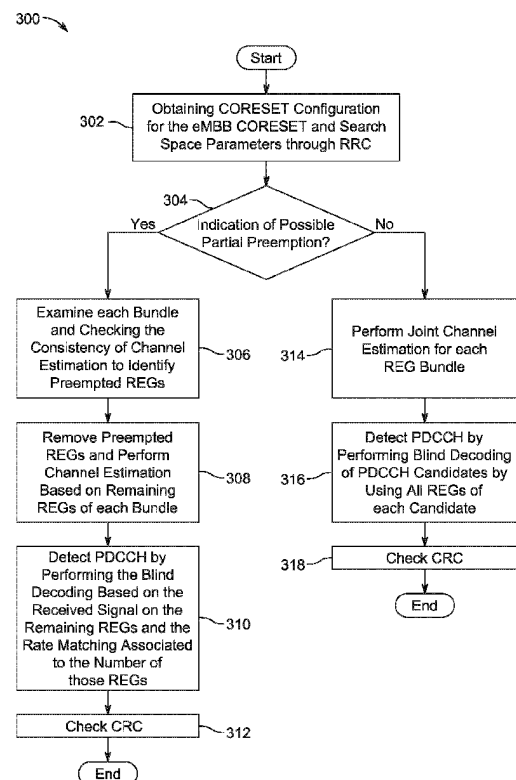 300
Start
302
Obtaining CORESET Configuration
for the eMBB CORESET and Search
Space Parameters through RRC
304
Yes
Indication of Possible
Partial Preemption?
No
Examine each Bundle
and Checking the
Consistency of Channel
Estimation to Identify
Preempted REGs
306
Remove Preempted
REGs and Perform
Channel Estimation
Based on Remaining
REGs of each Bundle
308
Detect PDCCH by
Performing the Blind
Decoding Based on the
Received Signal on the
Remaining REGs and the
Rate Matching Associated
to the Number of
those REGs
310
Check CRC
312
End
314
Perform Joint Channel
Estimation for each
REG Bundle
316
Detect PDCCH by
Performing Blind Decoding
of PDCCH Candidates by
Using All REGs of
each Candidate
318
Check CRC
End